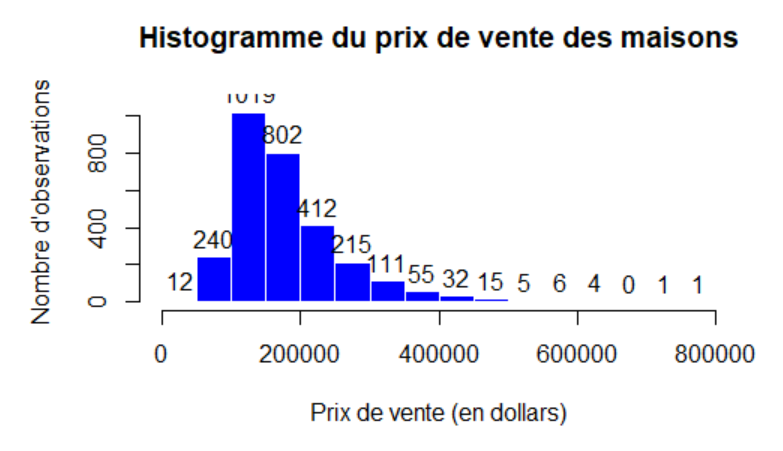 Histogramme du prix de vente des maisons
Nombre d'observations
0 400 800
12 240 1019 802 412 215 111 55 32 15 5 6 4 0 1 1
0 200000 400000 600000 800000
Prix de vente (en dollars)